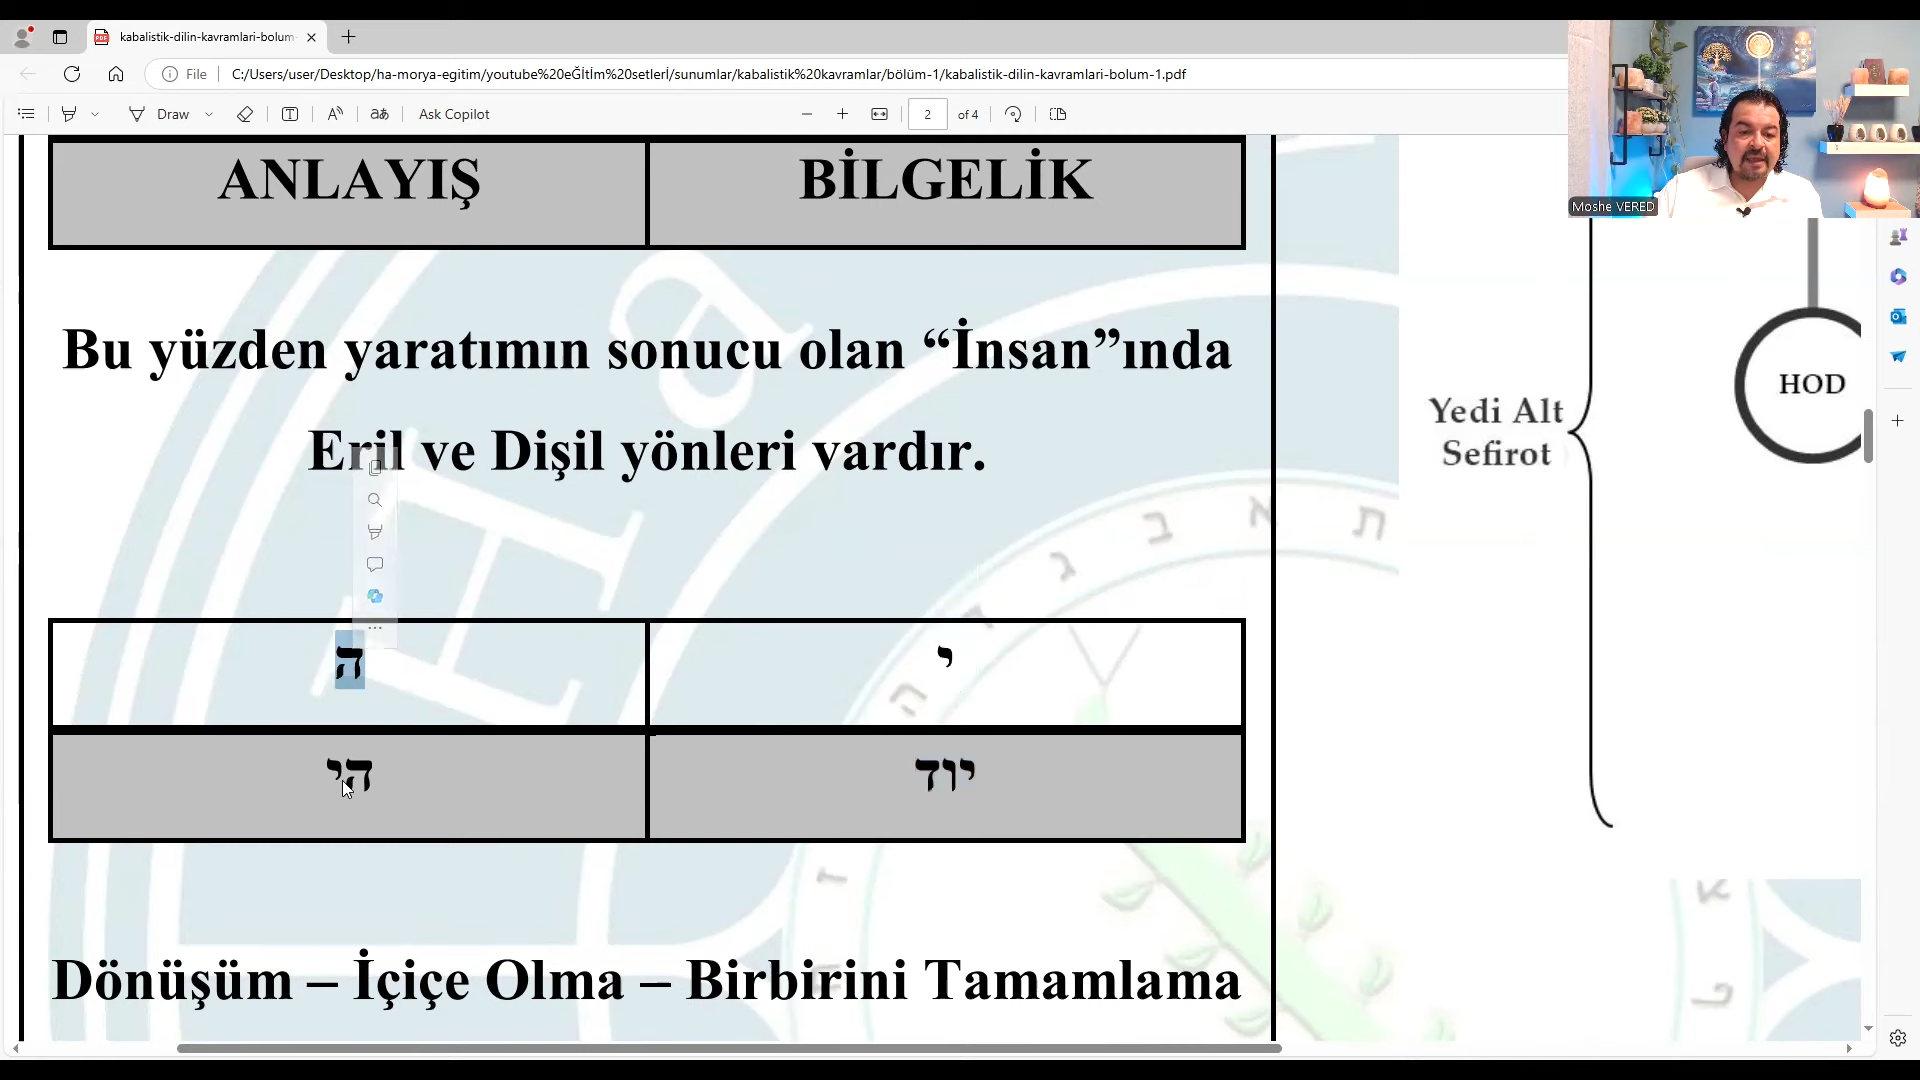 kabalistik-dilin-kavramlari-bolum-
File
C:/Users/user/Desktop/ha-morya-egitim/youtube%20eĞİtİm%20setlerİ/sunumlar/kabalistik%20kavramlar/bölüm-1/kabalistik-dilin-kavramlari-bolum-1.pdf
Draw
Ask Copilot
2 of 4
Moshe VERED
ANLAYIŞ BİLGELİK
Bu yüzden yaratımın sonucu olan “İnsan”ında
Eril ve Dişil yönleri vardır.
ה י
הי יוד
Dönüşüm – İçiçe Olma – Birbirini Tamamlama
Yedi Alt
Sefirot
HOD
Ha
ת
א
ב
ג
ד
ה
ז